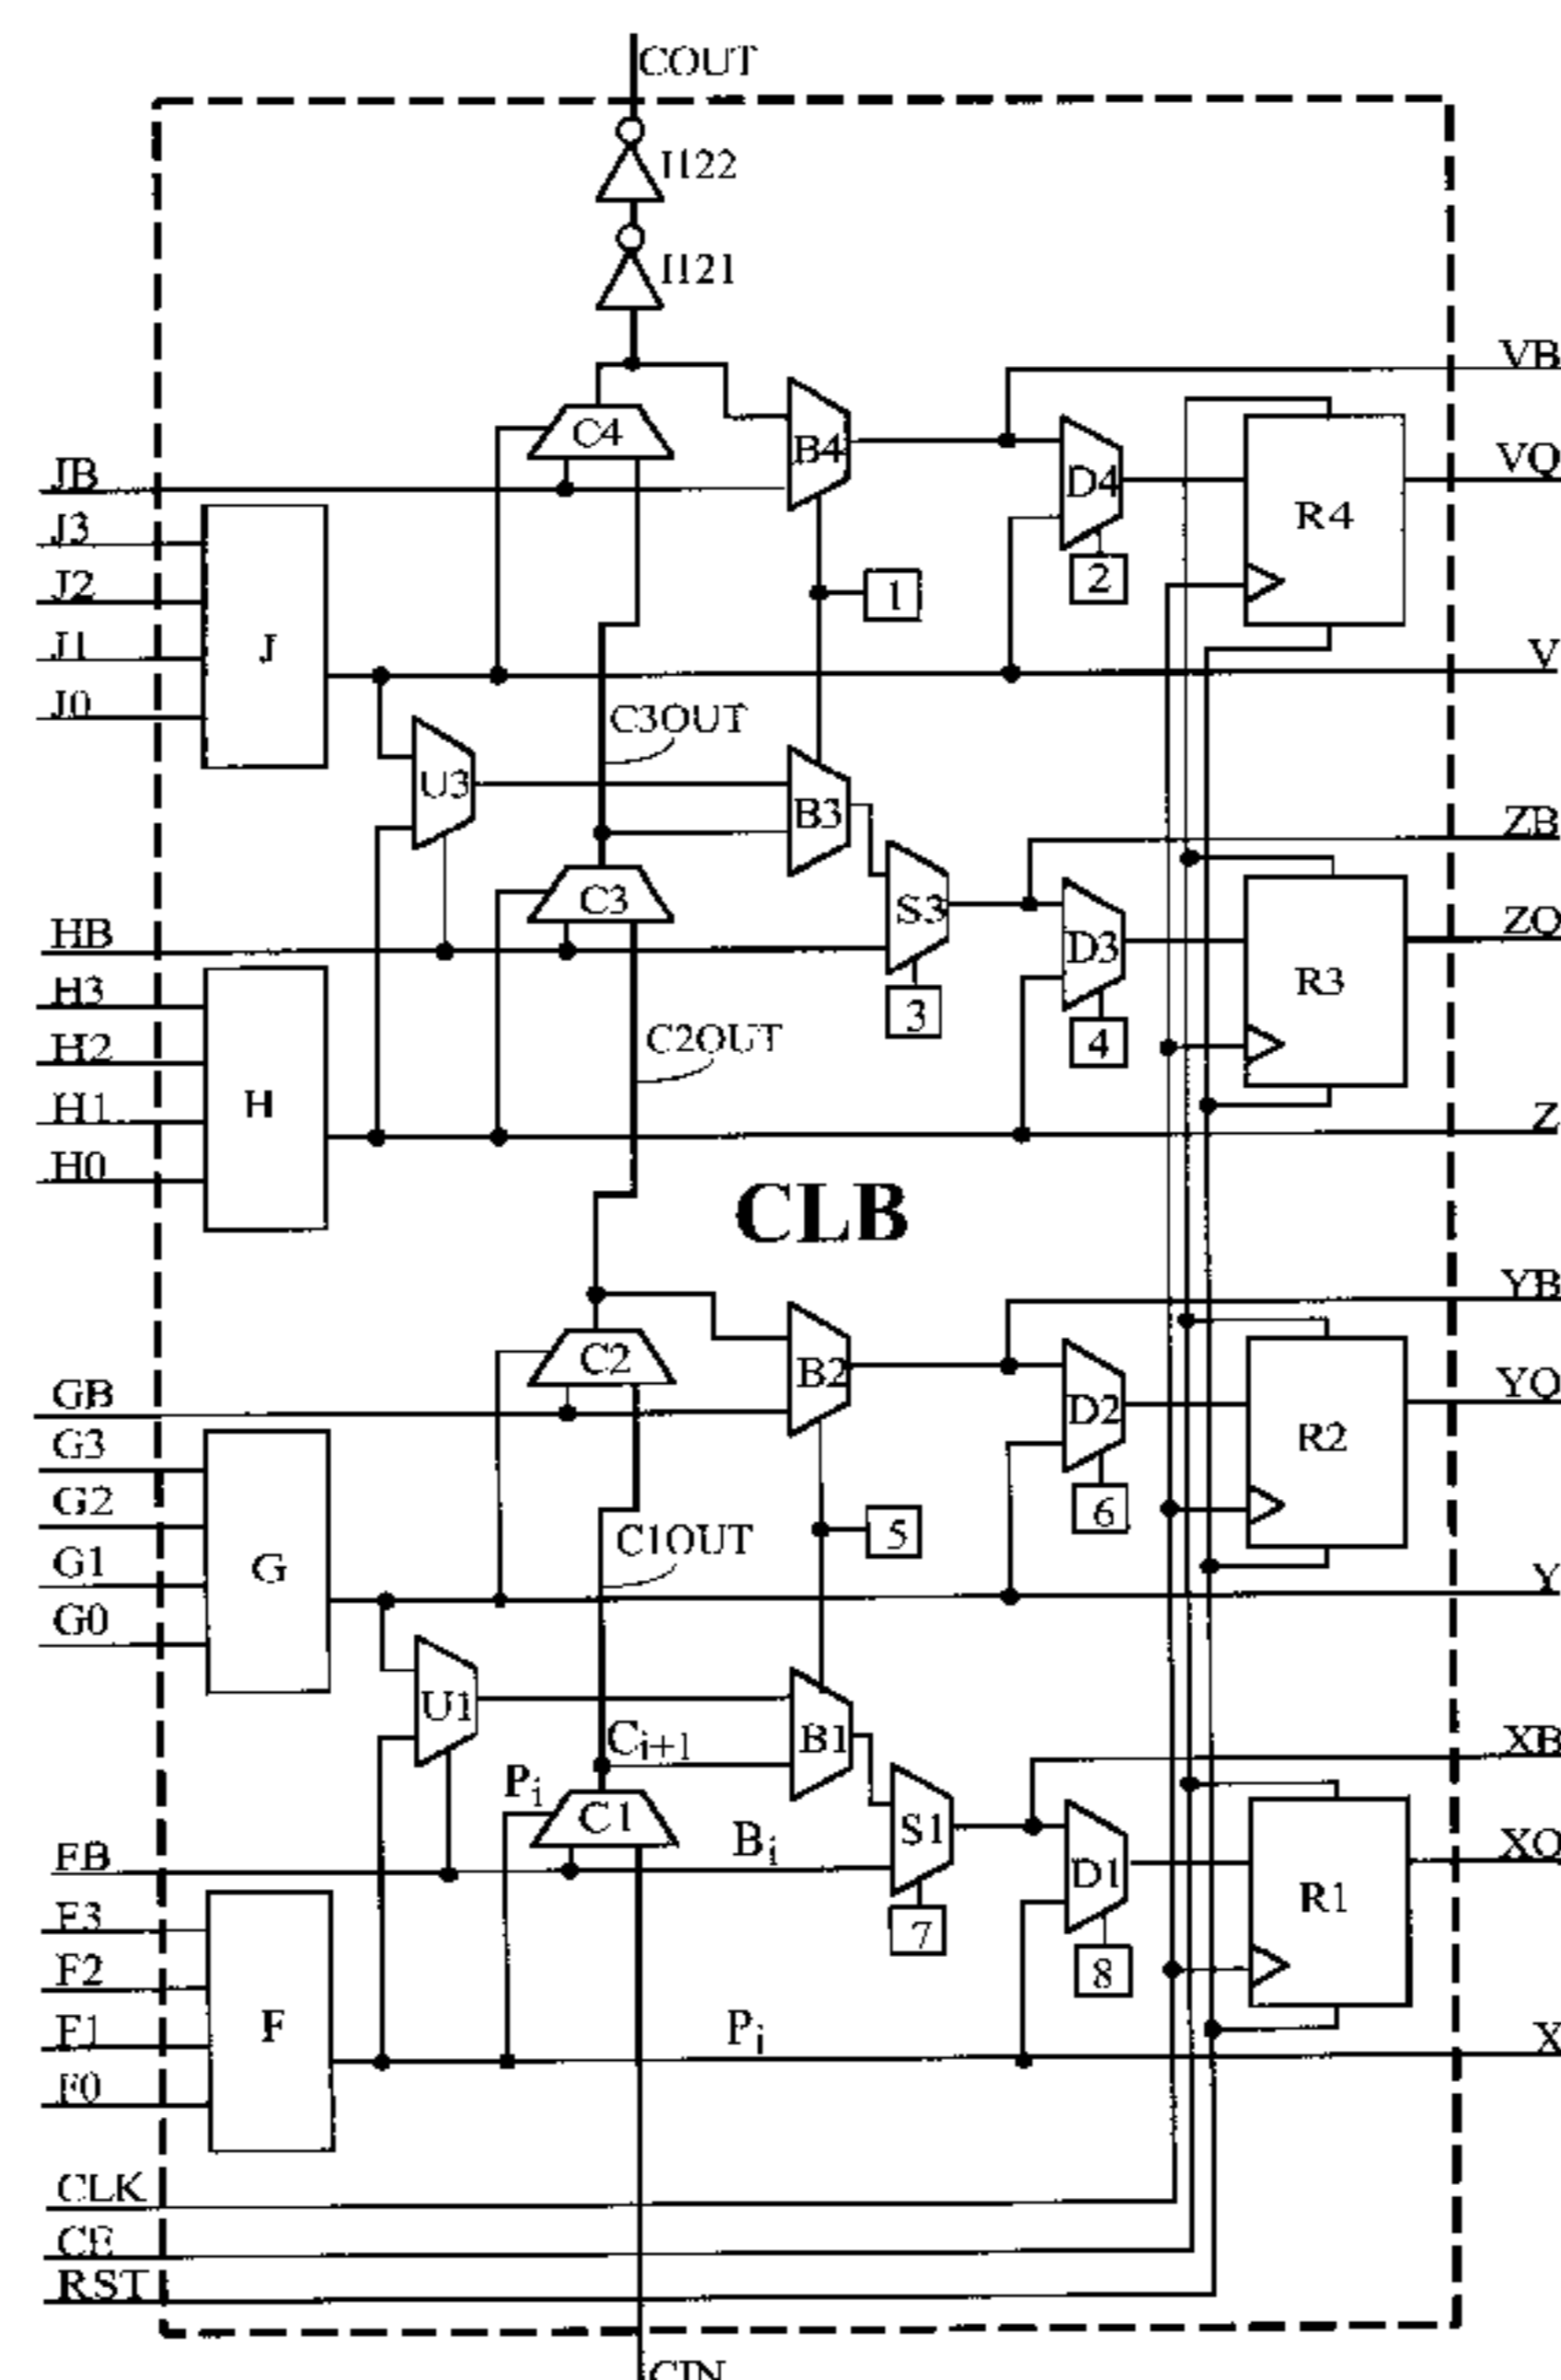 COUT
I122
I121
VB
C4
B4
JB
D4
VQ
R4
J3
J2
2
1
J1
J
V
J0
C3OUT
U3
B3
ZB
C3
S3
HB
D3
ZQ
H3
R3
3
C2OUT
4
H2
H
H1
Z
H0
CLB
YB
C2
B2
GB
D2
YQ
G3
R2
G2
6
C1OUT
5
G1
G
Y
G0
U1
B1
Ci+1
XB
Pi
C1
S1
Bi
FB
D1
XQ
R1
F3
7
F2
8
F1
F
Pi
X
F0
CLK
CE
RST
CIN